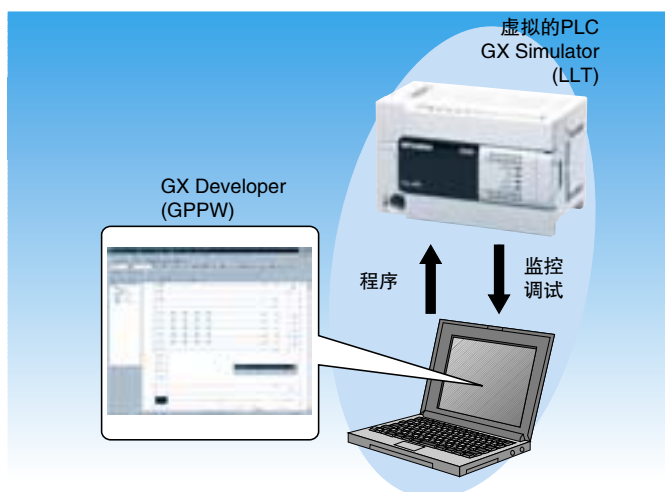 虚拟的PLC
GX Simulator
(LLT)
GX Developer
(GPPW)
程序
监控
调试